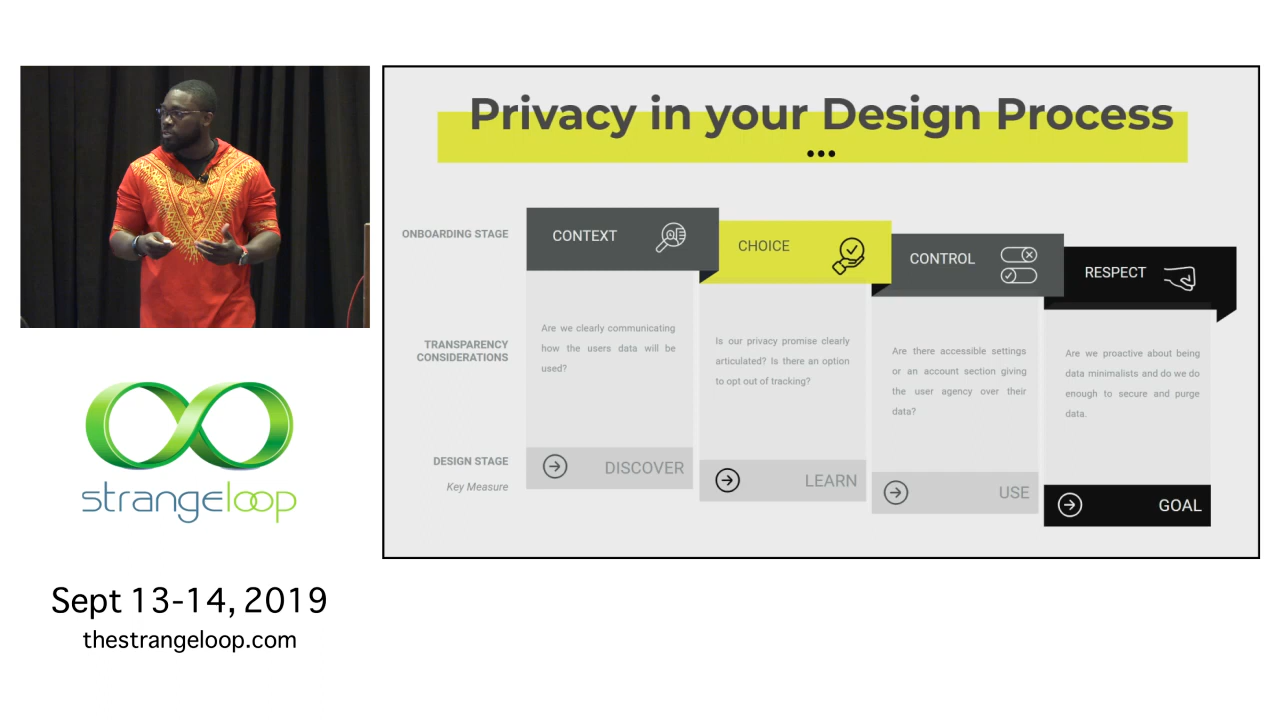 Privacy in your Design Process
...
ONBOARDING STAGE
CONTEXT
CHOICE
CONTROL
RESPECT
TRANSPARENCY
CONSIDERATIONS
Are we clearly communicating
how the users data will be
used?
Is our privacy promise clearly
articulated? Is there an option
to opt out of tracking?
Are there accessible settings
or an account section giving
the user agency over their
data?
Are we proactive about being
data minimalists and do we do
enough to secure and purge
data.
DESIGN STAGE
Key Measure
DISCOVER
LEARN
USE
GOAL
strangeloop
Sept 13-14, 2019
thestrangeloop.com